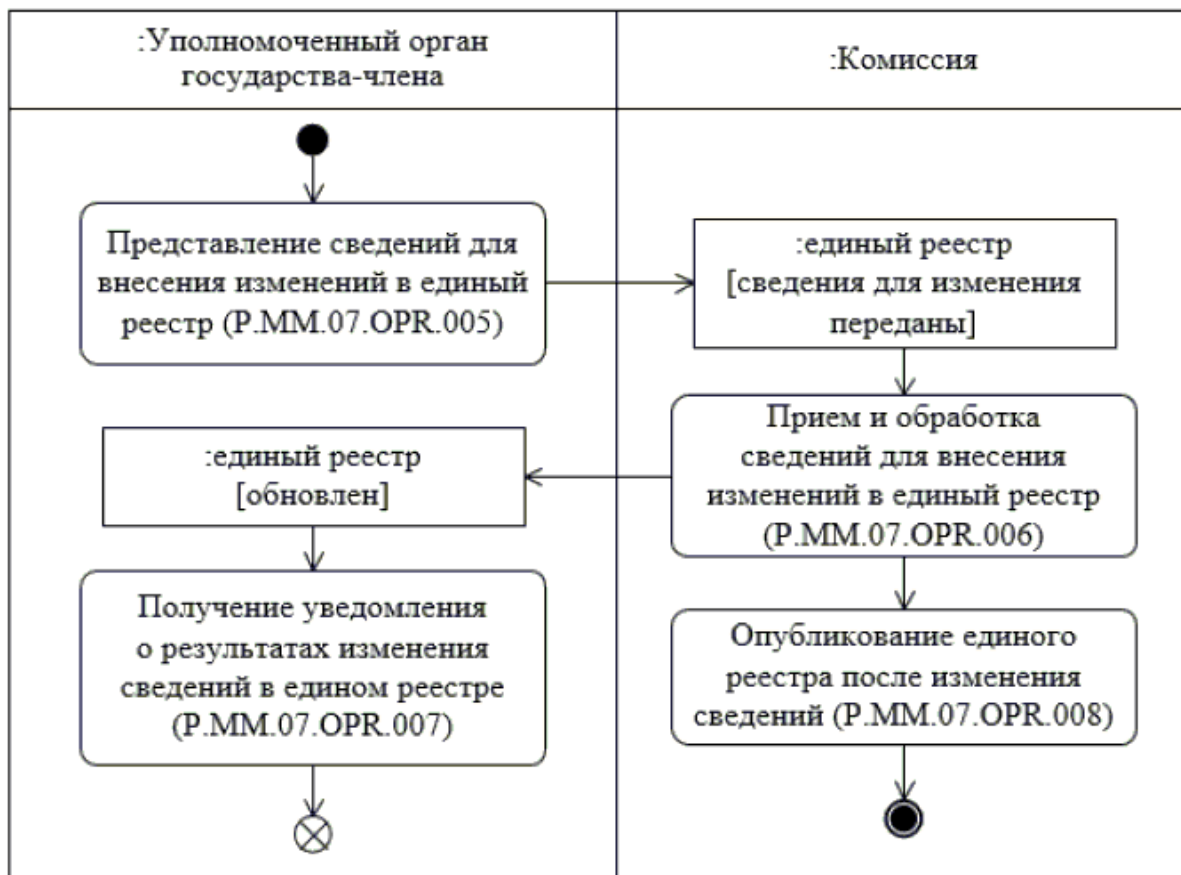 :Уполномоченный орган
государства-члена
:Комиссия
Представление сведений для
внесения изменений в единый
реестр (P.MM.07.OPR.005)
:единый реестр
[сведения для изменения
переданы]
Прием и обработка
сведений для внесения
изменений в единый реестр
(P.MM.07.OPR.006)
:единый реестр
[обновлен]
Получение уведомления
о результатах изменения
сведений в едином реестре
(P.MM.07.OPR.007)
Опубликование единого
реестра после изменения
сведений (P.MM.07.OPR.008)